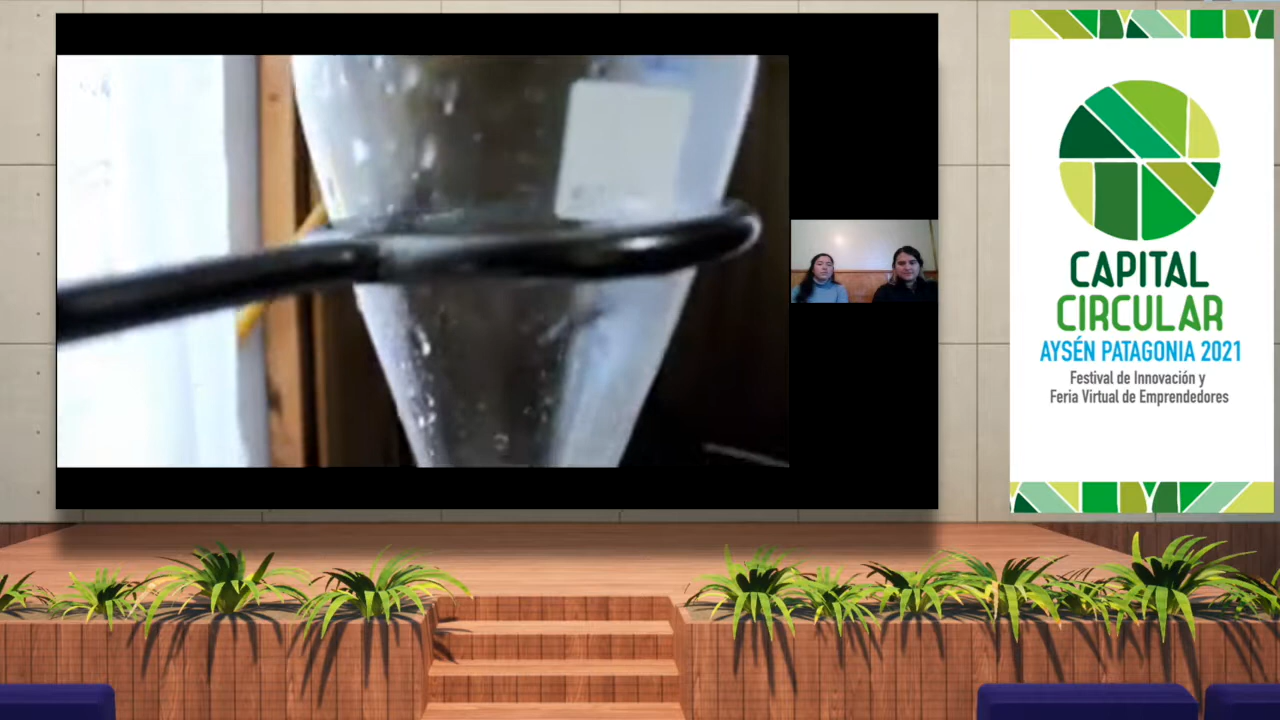 CAPITAL
CIRCULAR
AYSÉN PATAGONIA 2021
Festival de Innovación y
Feria Virtual de Emprendedores